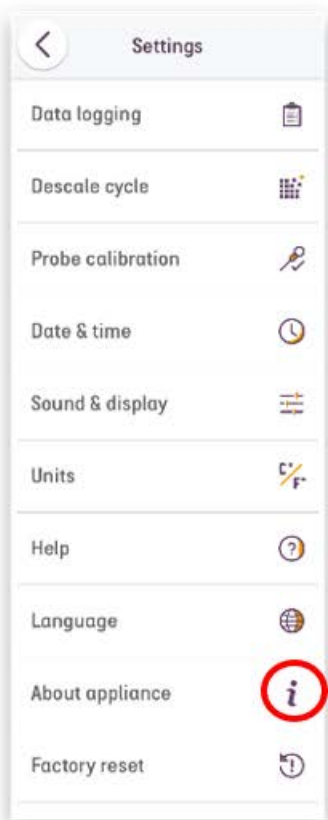 Settings
Data logging
Descale cycle
Probe calibration
Date & time
Sound & display
Units C°/F°
Help ?
Language
About appliance i
Factory reset